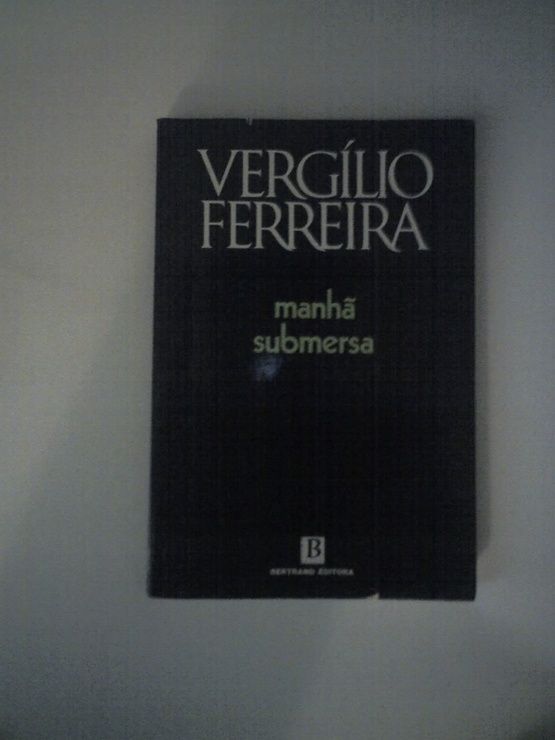 VERGÍLIO
FERREIRA
manhã
submersa
B
BERTRAND EDITORA